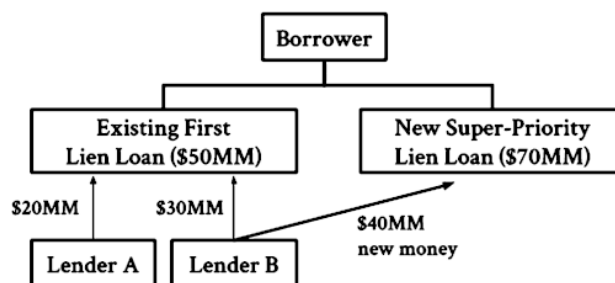 Borrower
Existing First
Lien Loan ($50MM)
New Super-Priority
Lien Loan ($70MM)
$20MM
$30MM
$40MM
new money
Lender A
Lender B